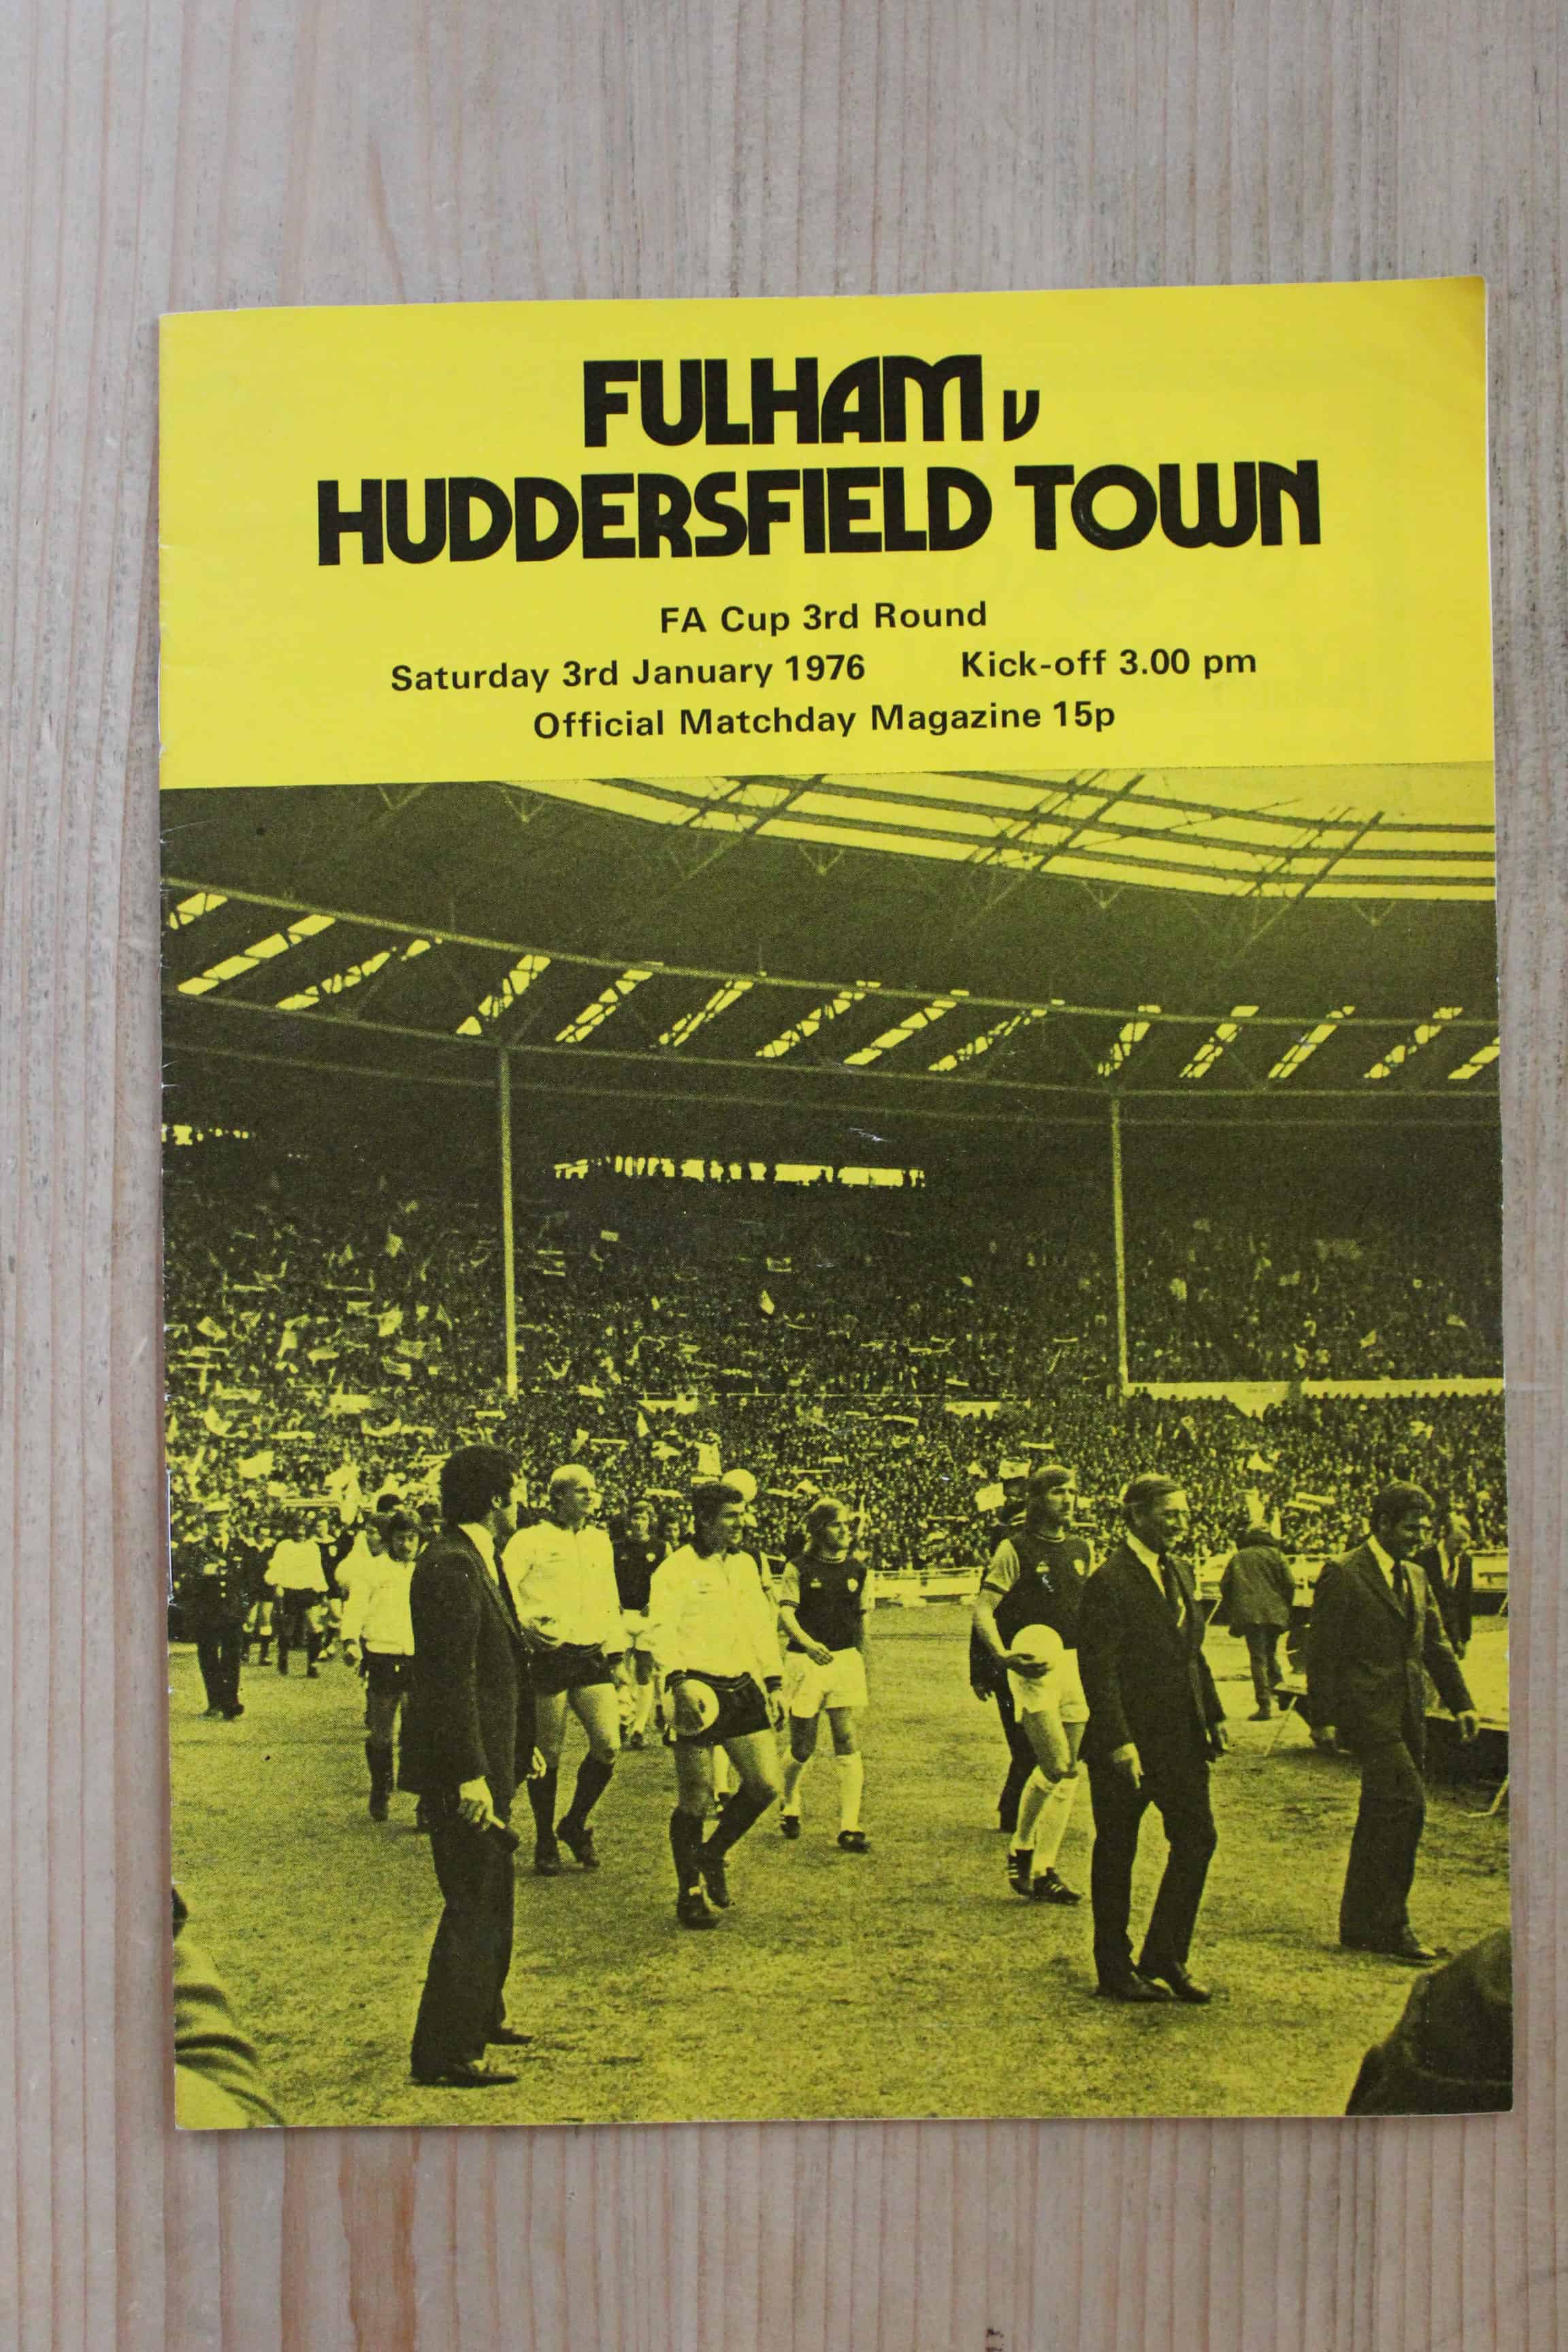 FULHAM v
HUDDERSFIELD TOWN
FA Cup 3rd Round
Saturday 3rd January 1976 Kick-off 3.00 pm
Official Matchday Magazine 15p